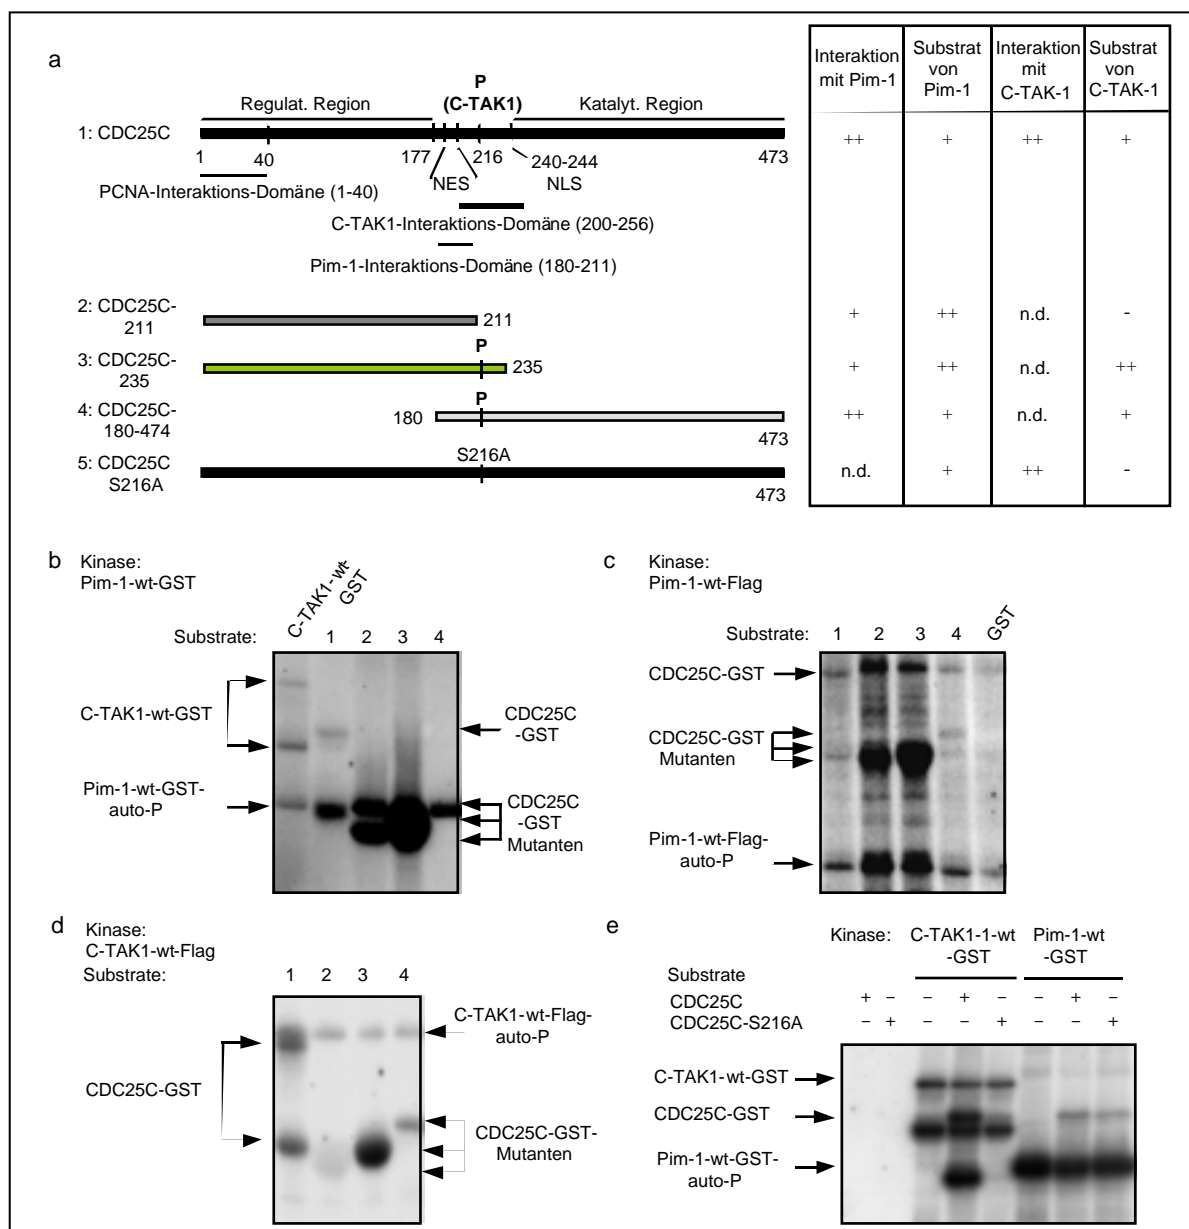 a
Interaktion mit Pim-1
Substrat von Pim-1
Interaktion mit C-TAK-1
Substrat von C-TAK-1
P
Regulat. Region (C-TAK1) Katalyt. Region
1: CDC25C
++ + ++ +
1 40 177 216 240-244 473
NES NLS
PCNA-Interaktions-Domäne (1-40)
C-TAK1-Interaktions-Domäne (200-256)
Pim-1-Interaktions-Domäne (180-211)
2: CDC25C-
211
211
+ ++ n.d. -
3: CDC25C-
235
P
235
+ ++ n.d. ++
4: CDC25C-
180-474
P
180
473
++ + n.d. +
5: CDC25C
S216A
S216A
473
n.d. + ++ -
b
Kinase:
Pim-1-wt-GST
Substrate: C-TAK1-wt-GST 1 2 3 4
C-TAK1-wt-GST
Pim-1-wt-GST-
auto-P
CDC25C
-GST
CDC25C
-GST
Mutanten
c
Kinase:
Pim-1-wt-Flag
Substrate: 1 2 3 4 GST
CDC25C-GST
CDC25C-GST
Mutanten
Pim-1-wt-Flag-
auto-P
d
Kinase:
C-TAK1-wt-Flag
Substrate: 1 2 3 4
CDC25C-GST
C-TAK1-wt-Flag-
auto-P
CDC25C-GST-
Mutanten
e
Kinase: C-TAK1-1-wt
-GST
Pim-1-wt
-GST
Substrate
CDC25C + – – + – – + –
CDC25C-S216A – + – – + – – +
C-TAK1-wt-GST
CDC25C-GST
Pim-1-wt-GST-
auto-P